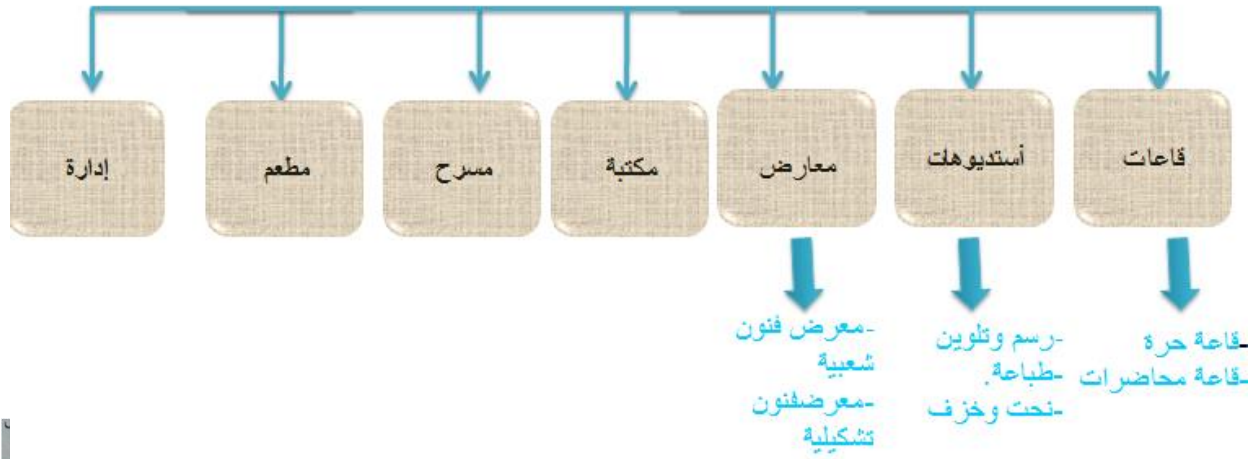 قاعات
أستديوهات
معارض
مكتبة
مسرح
مطعم
إدارة
-قاعة حرة
-قاعة محاضرات
-رسم وتلوين
-طباعة.
-نحت وخزف
-معرض فنون
شعبية
-معرضفنون
تشكيلية